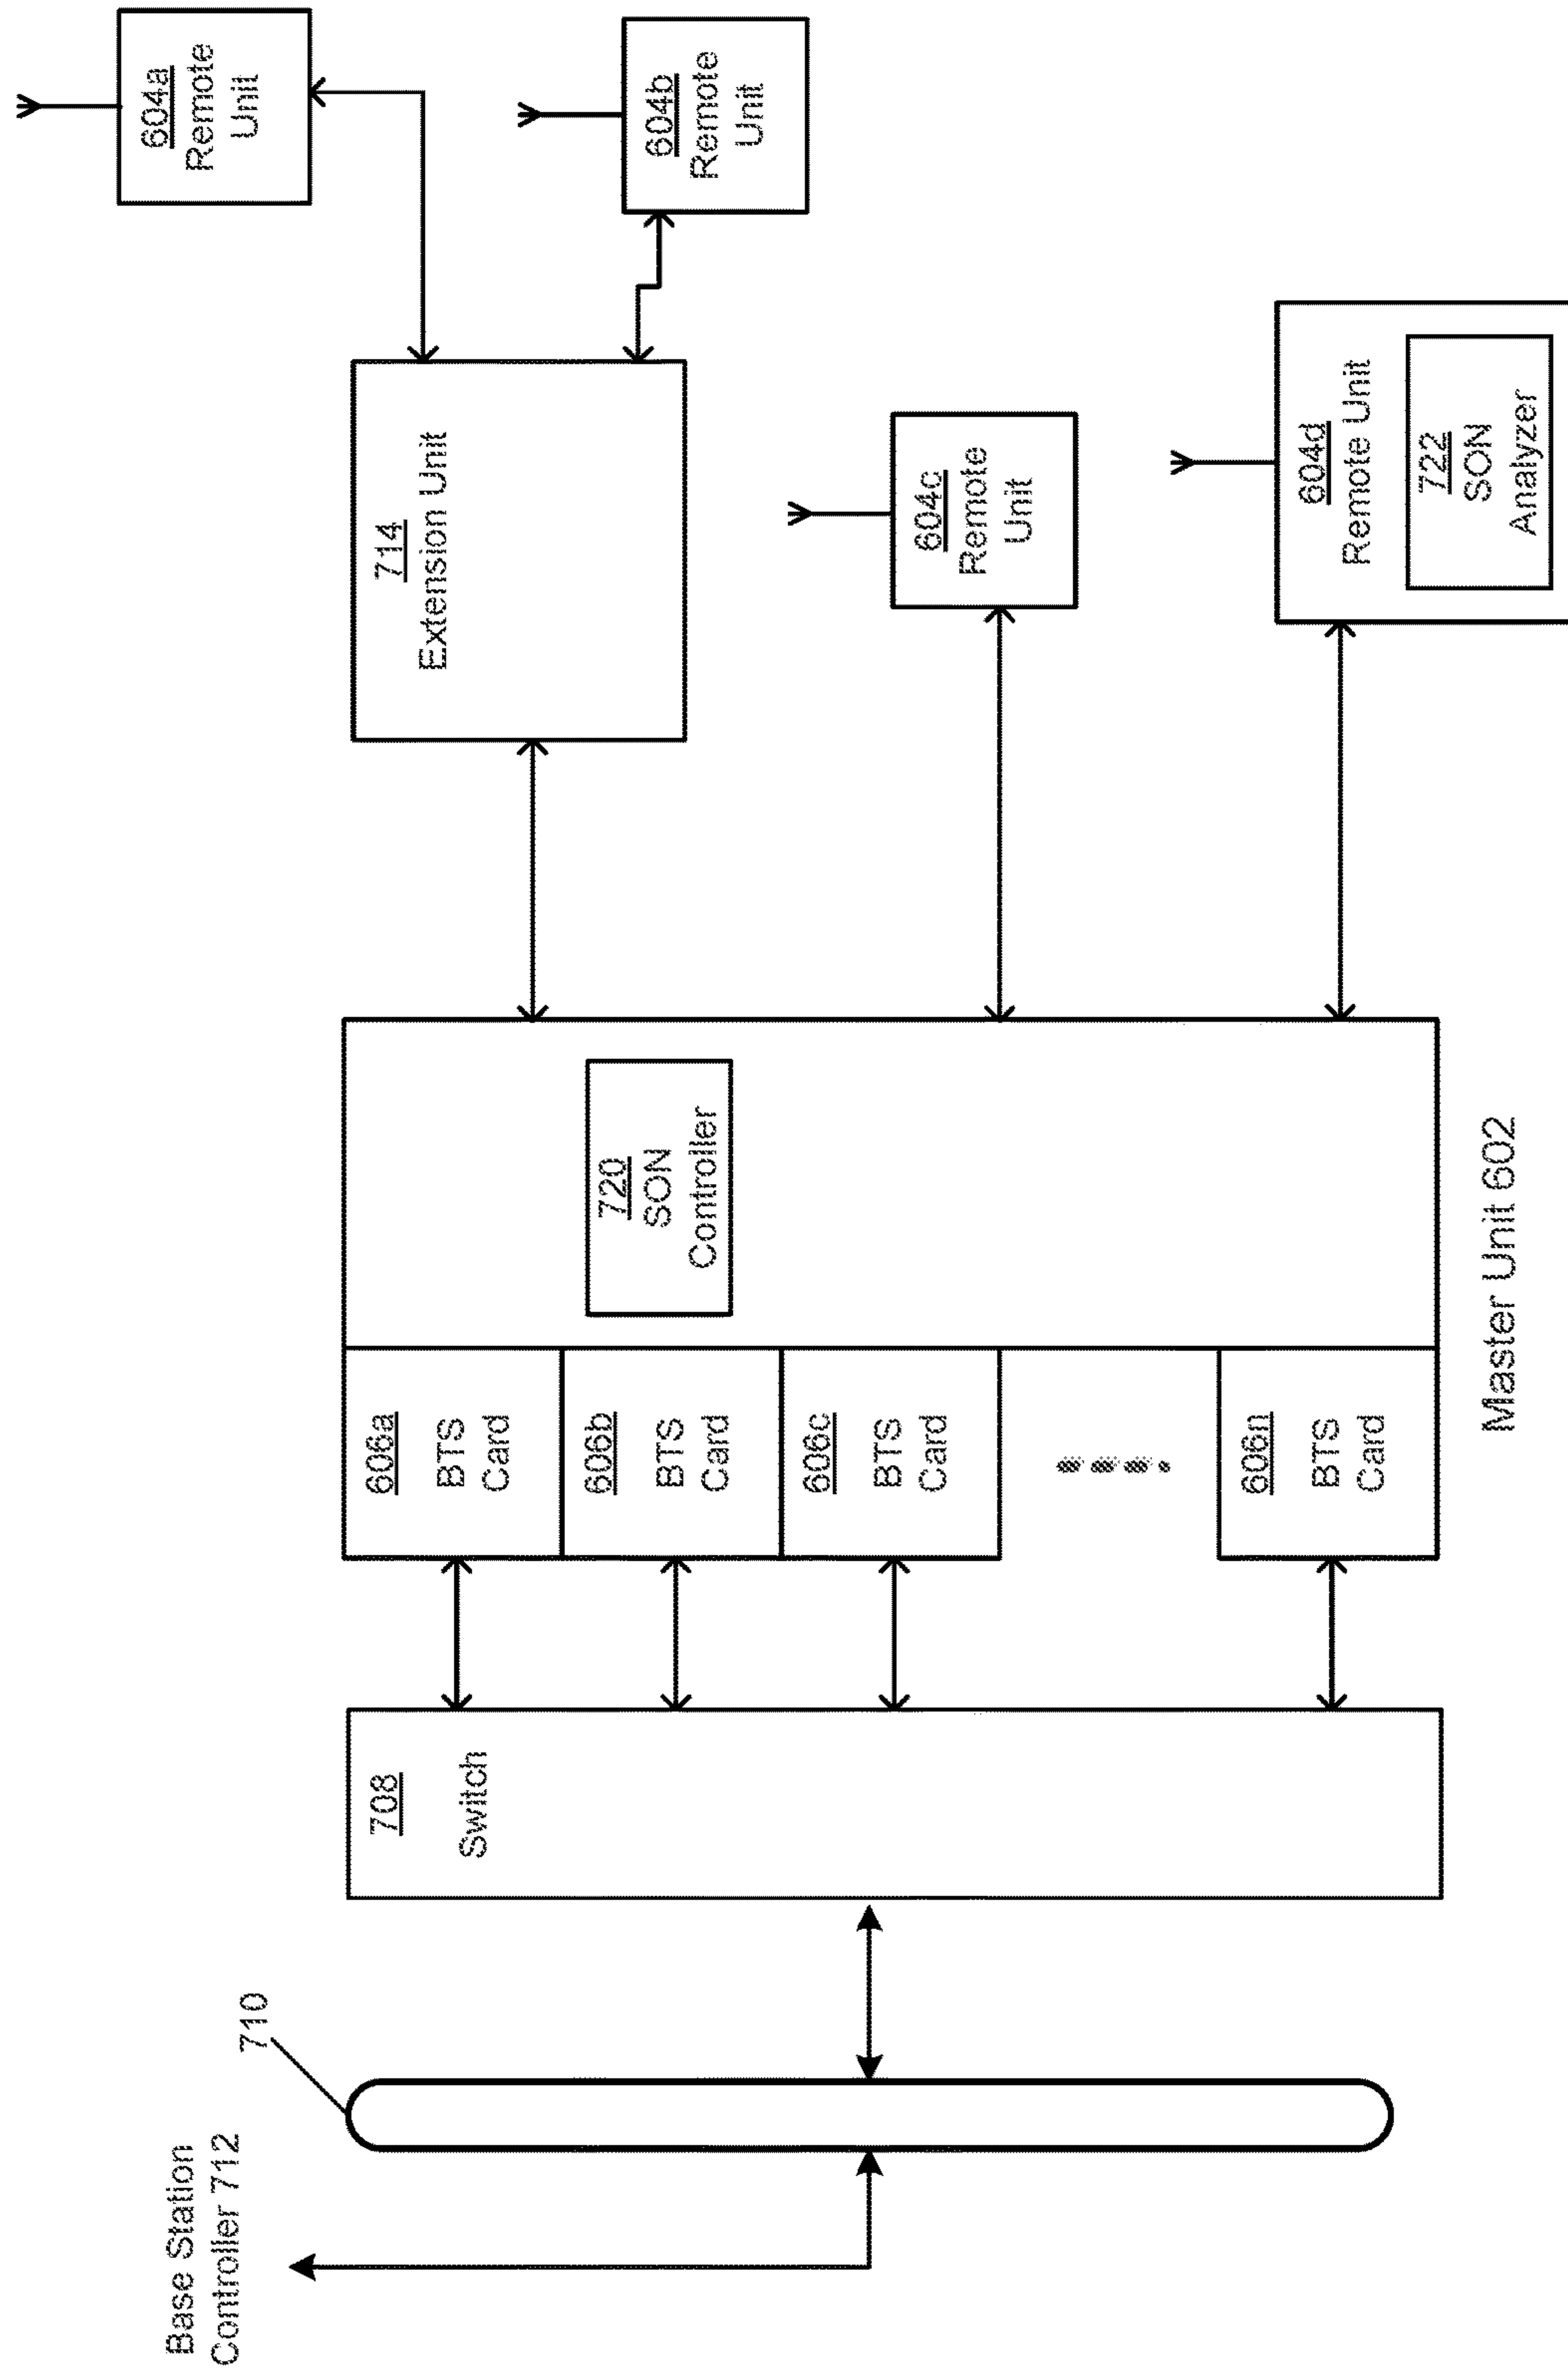 Base Station
Controller 712
710
708
Switch
606a
BTS
Card
606b
BTS
Card
606c
BTS
Card
606n
BTS
Card
720
SON
Controller
Master Unit 602
714
Extension Unit
604a
Remote
Unit
604b
Remote
Unit
604c
Remote
Unit
604d
Remote Unit
722
SON
Analyzer